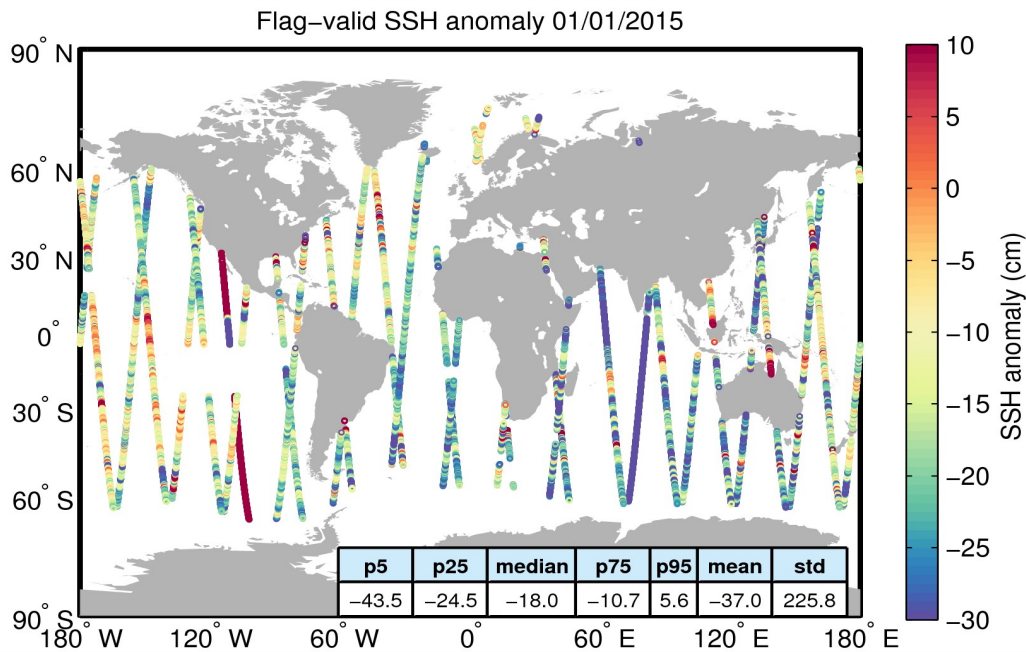 Flag−valid SSH anomaly 01/01/2015
90° N
60° N
30° N
0°
30° S
60° S
90° S
180° W
120° W
60° W
0°
60° E
120° E
180° E
p5 p25 median p75 p95 mean std
−43.5 −24.5 −18.0 −10.7 5.6 −37.0 225.8
10
5
0
−5
−10
−15
−20
−25
−30
SSH anomaly (cm)